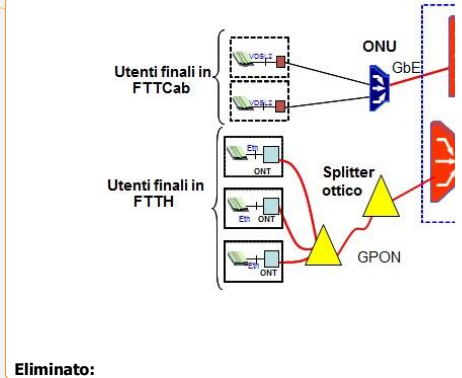 ONU
VDSL2
GbE
Utenti finali in
FTTCab
VDSL2
Eth
ONT
Utenti finali in
FTTH
Splitter
ottico
Eth ONT
GPON
Eth
ONT
Eliminato: